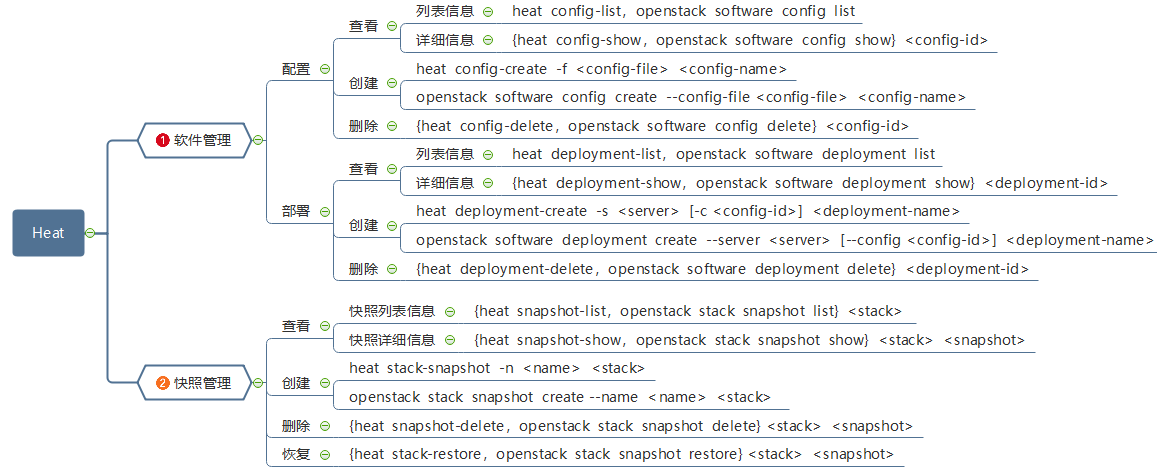 Heat
1 软件管理
配置
查看
列表信息 heat config-list，openstack software config list
详细信息 {heat config-show，openstack software config show} <config-id>
创建
heat config-create -f <config-file> <config-name>
openstack software config create --config-file <config-file> <config-name>
删除 {heat config-delete，openstack software config delete} <config-id>
部署
查看
列表信息 heat deployment-list，openstack software deployment list
详细信息 {heat deployment-show，openstack software deployment show} <deployment-id>
创建
heat deployment-create -s <server> [-c <config-id>] <deployment-name>
openstack software deployment create --server <server> [--config <config-id>] <deployment-name>
删除 {heat deployment-delete，openstack software deployment delete} <deployment-id>
2 快照管理
查看
快照列表信息 {heat snapshot-list，openstack stack snapshot list} <stack>
快照详细信息 {heat snapshot-show，openstack stack snapshot show} <stack> <snapshot>
创建
heat stack-snapshot -n <name> <stack>
openstack stack snapshot create --name <name> <stack>
删除 {heat snapshot-delete，openstack stack snapshot delete} <stack> <snapshot>
恢复 {heat stack-restore，openstack stack snapshot restore} <stack> <snapshot>